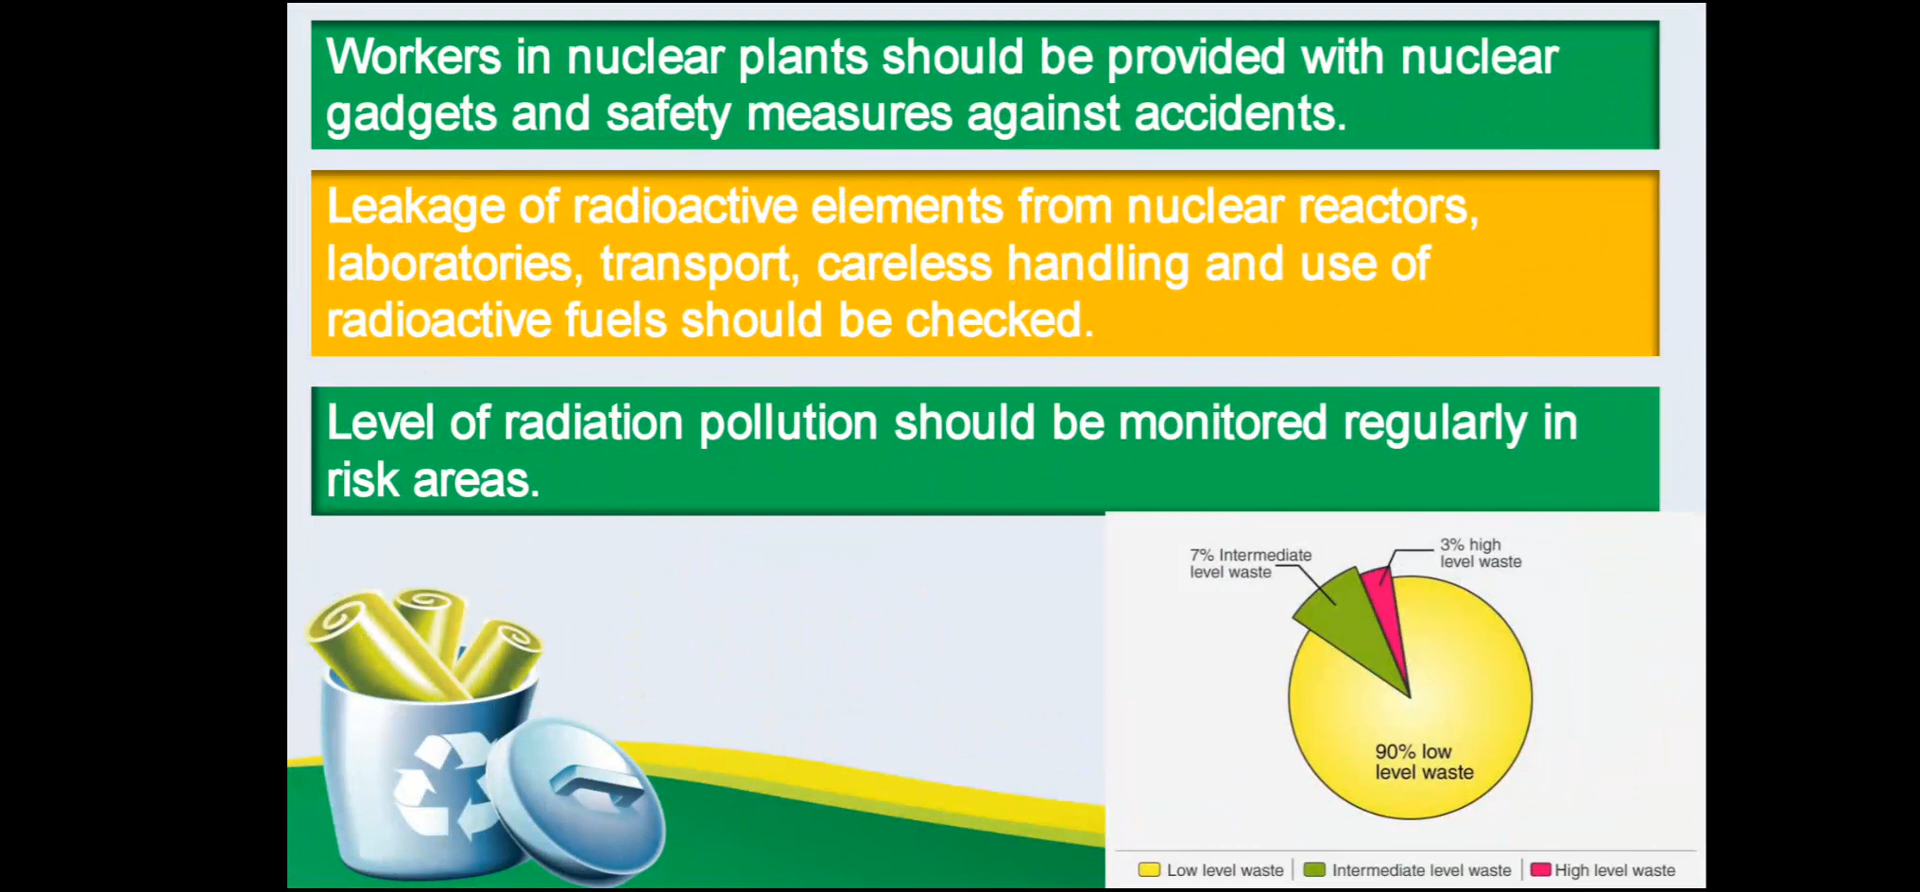 Workers in nuclear plants should be provided with nuclear
gadgets and safety measures against accidents.
Leakage of radioactive elements from nuclear reactors,
laboratories, transport, careless handling and use of
radioactive fuels should be checked.
Level of radiation pollution should be monitored regularly in
risk areas.
7% Intermediate
level waste
3% high
level waste
90% low
level waste
Low level waste
Intermediate level waste
High level waste